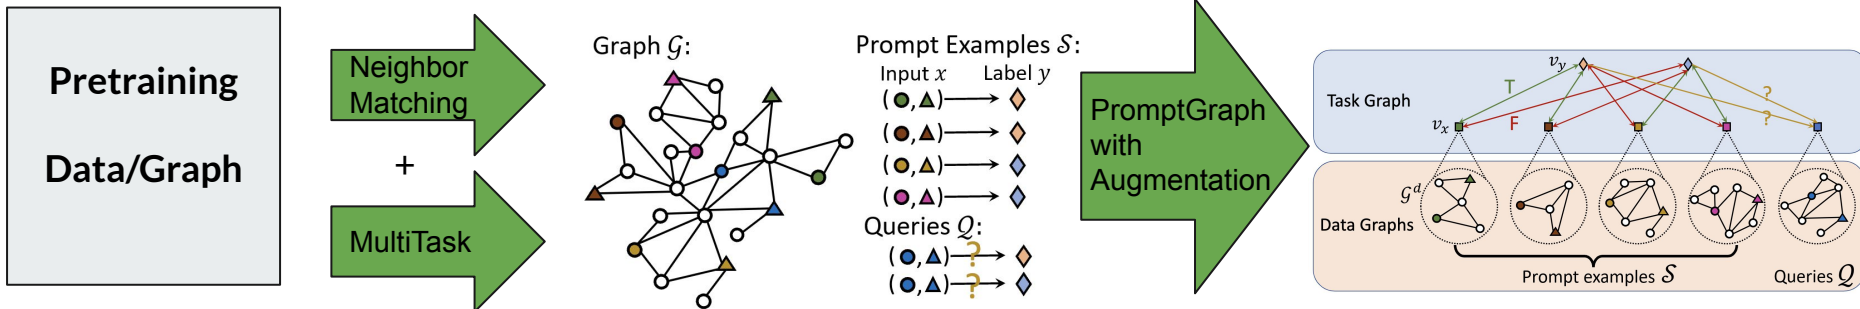 Pretraining
Data/Graph
Neighbor
Matching
+
MultiTask
Graph 𝒢:
Prompt Examples 𝒮:
Input x
Label y
( , )
( , )
( , )
( , )
Queries 𝒬:
( , ) ?
( , ) ?
PromptGraph
with
Augmentation
Task Graph
v_y
T
F
?
?
v_x
𝒢^d
Data Graphs
Prompt examples 𝒮
Queries 𝒬